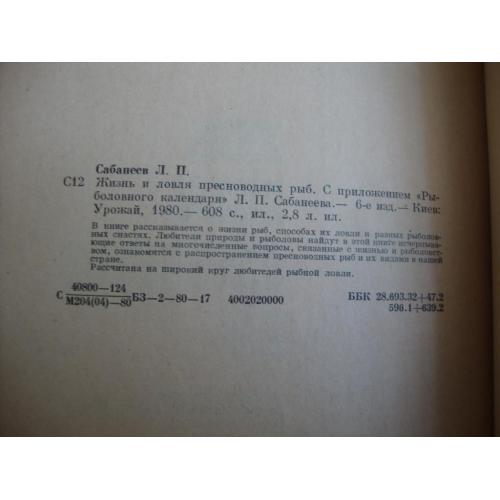 Сабанеев Л. П.
С12 Жизнь и ловля пресноводных рыб. С приложением «Ры-
боловного календаря» Л. П. Сабанеева.— 6-е изд.— Киев:
Урожай, 1980.— 608 с., ил., 2,8 л. ил.
В книге рассказывается о жизни рыб, способах их ловли и разных рыболов-
ных снастях. Любители природы и рыболовы найдут в этой книге исчерпыва-
ющие ответы на многочисленные вопросы, связанные с жизнью и рыболовст-
вом, ознакомятся с распространением пресноводных рыб и их видами в нашей
стране.
Рассчитана на широкий круг любителей рыбной ловли.
С 40800—124
М204(04)—80 БЗ—2—80—17 4002020000 ББК 28.693.32+47.2
596.1+639.2